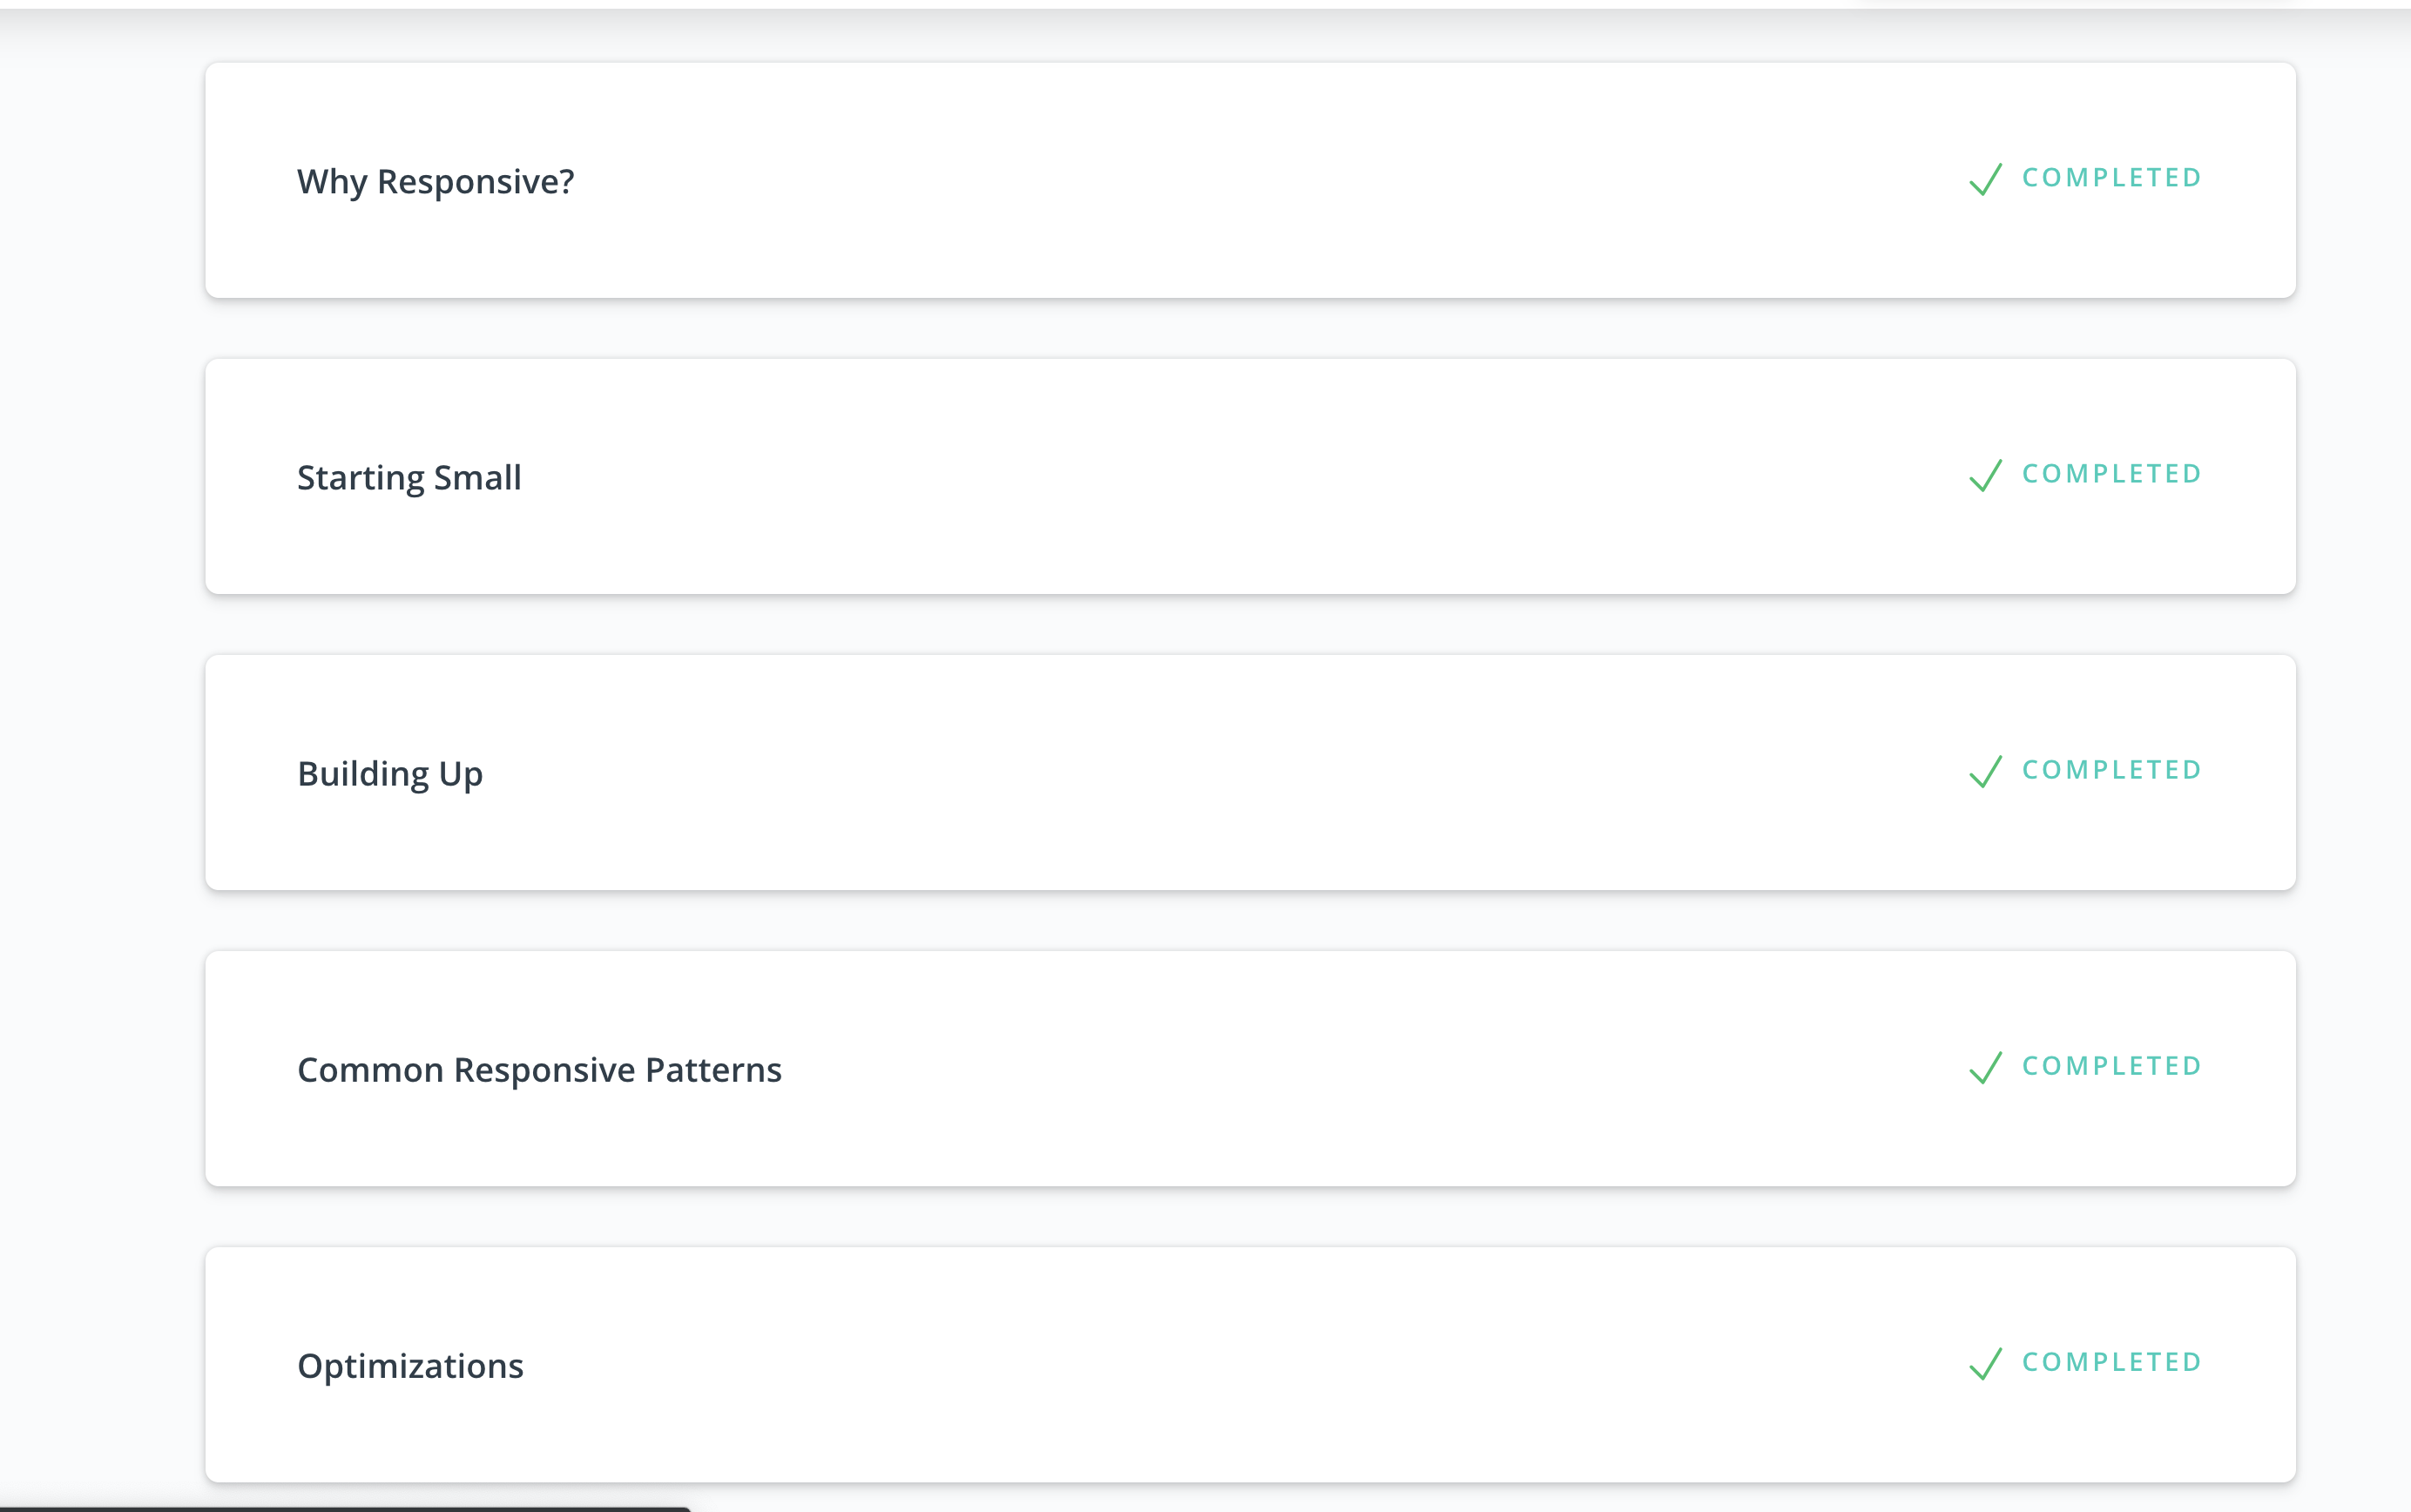 Why Responsive?
COMPLETED
Starting Small
COMPLETED
Building Up
COMPLETED
Common Responsive Patterns
COMPLETED
Optimizations
COMPLETED